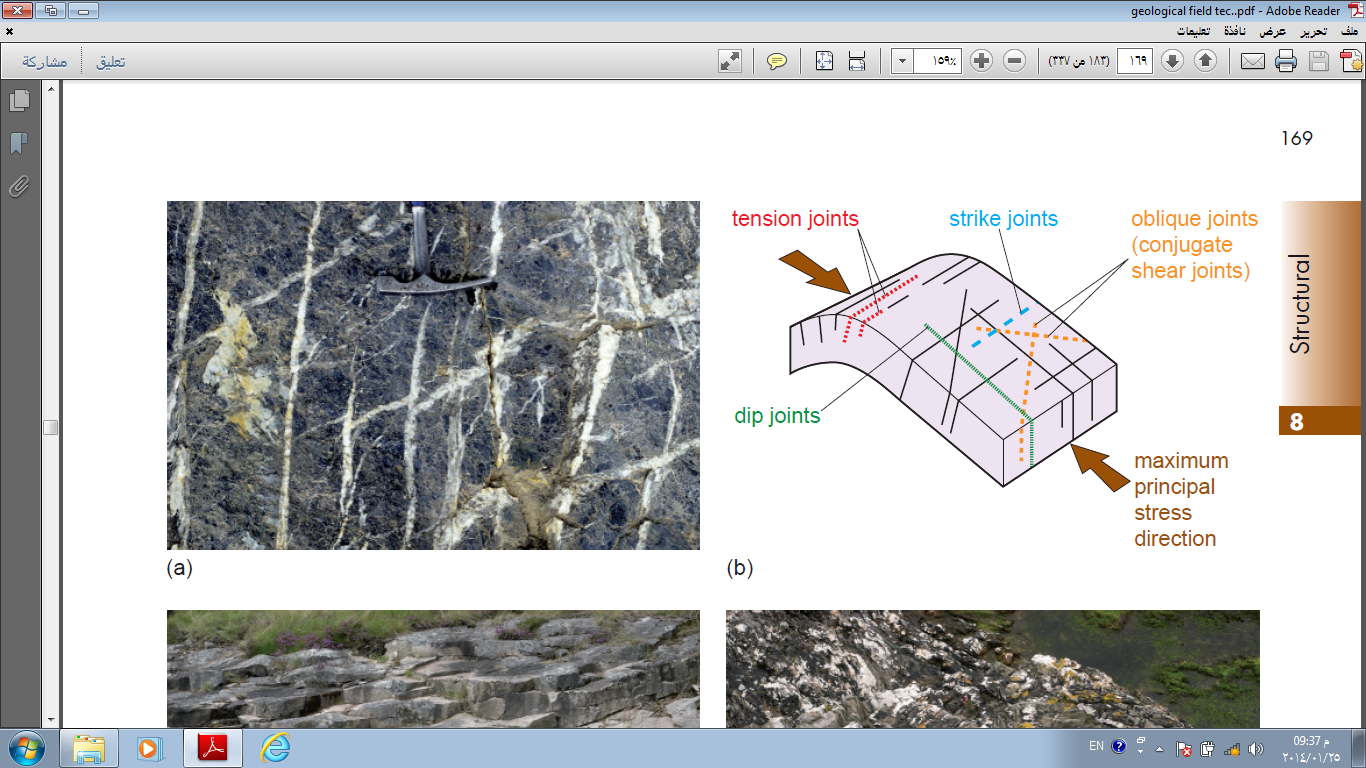 geological field tec..pdf - Adobe Reader
ملف تحرير عرض نافذة تعليمات
١٦٩ (١٨٣ من ٣٣٧) ١٥٩٪ تعليق مشاركة
169
tension joints
strike joints
oblique joints
(conjugate
shear joints)
dip joints
maximum
principal
stress
direction
Structural
8
(a)
(b)
EN
09:37 م
٢٠١٤/٠١/٢٥